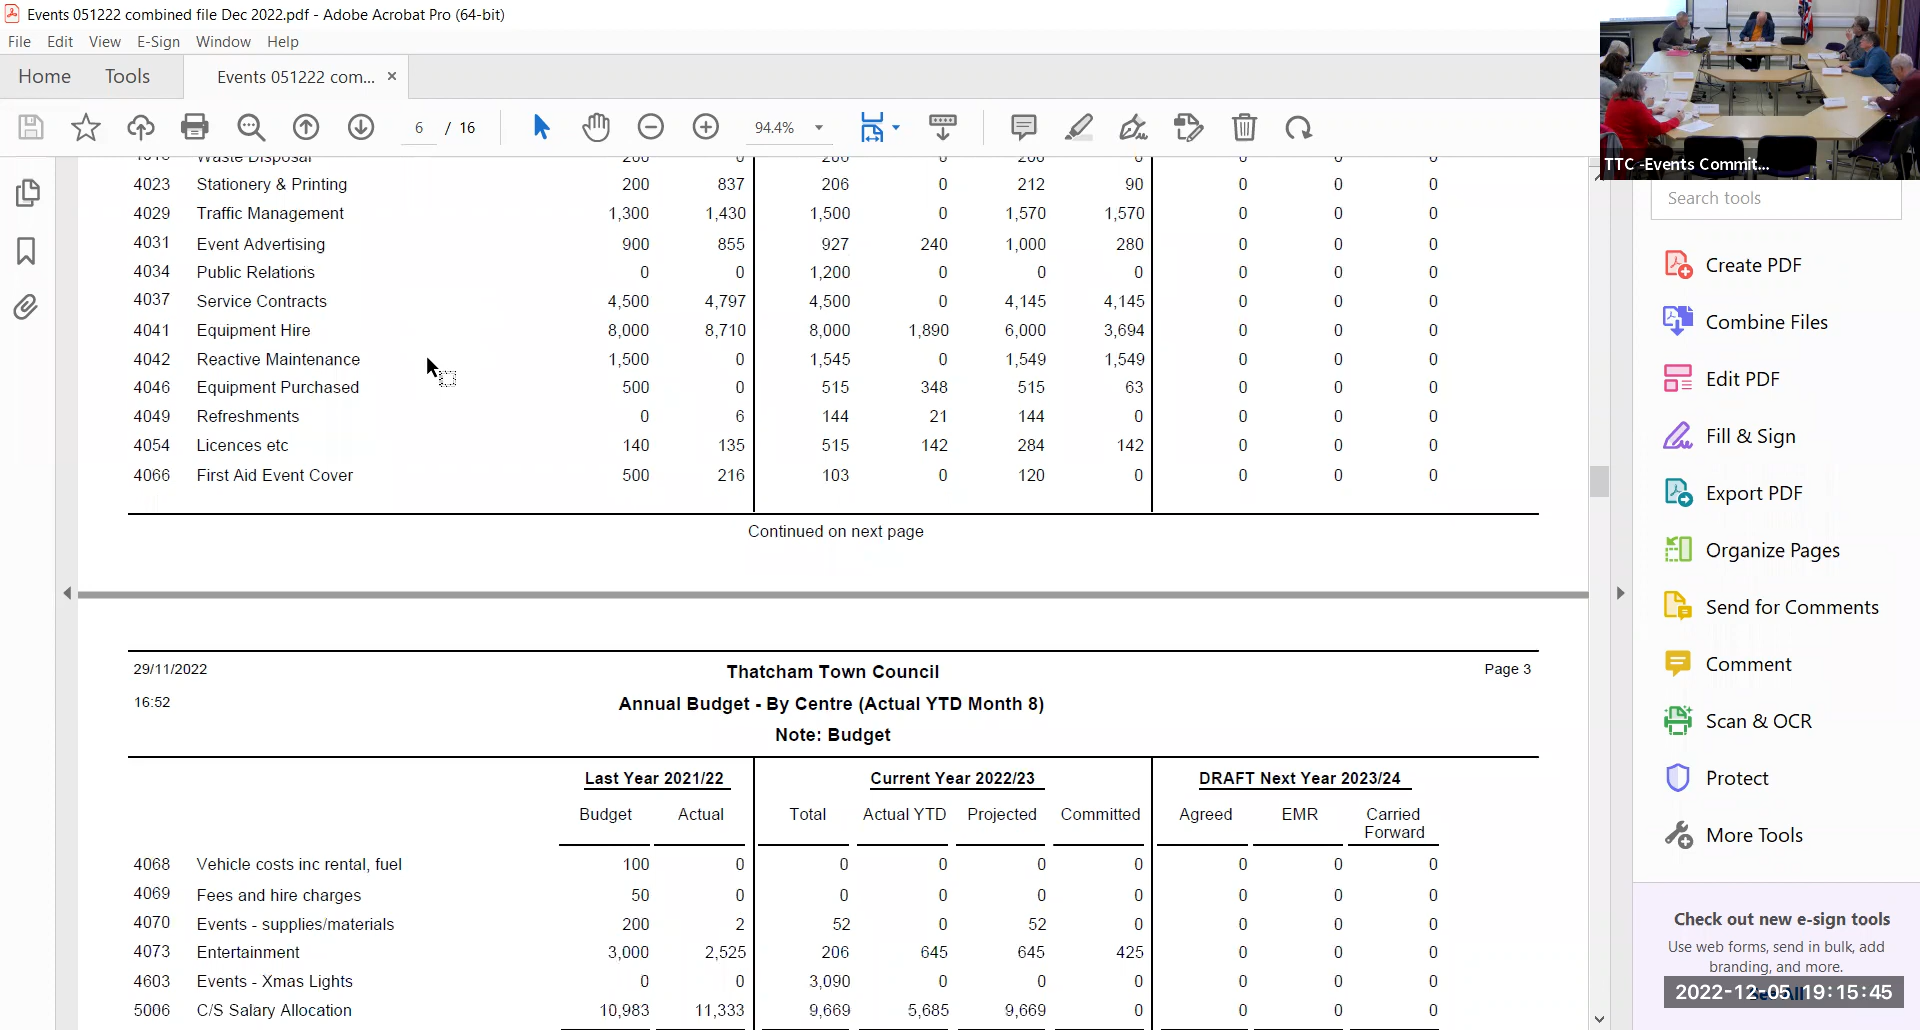 Events 051222 combined file Dec 2022.pdf - Adobe Acrobat Pro (64-bit)
File Edit View E-Sign Window Help
Home Tools Events 051222 com... ×
6 / 16 94.4%
Waste Disposal 200 0 206 0 200 0 0 0 0
4023 Stationery & Printing 200 837 206 0 212 90 0 0 0
4029 Traffic Management 1,300 1,430 1,500 0 1,570 1,570 0 0 0
4031 Event Advertising 900 855 927 240 1,000 280 0 0 0
4034 Public Relations 0 0 1,200 0 0 0 0 0 0
4037 Service Contracts 4,500 4,797 4,500 0 4,145 4,145 0 0 0
4041 Equipment Hire 8,000 8,710 8,000 1,890 6,000 3,694 0 0 0
4042 Reactive Maintenance 1,500 0 1,545 0 1,549 1,549 0 0 0
4046 Equipment Purchased 500 0 515 348 515 63 0 0 0
4049 Refreshments 0 6 144 21 144 0 0 0 0
4054 Licences etc 140 135 515 142 284 142 0 0 0
4066 First Aid Event Cover 500 216 103 0 120 0 0 0 0
Continued on next page
29/11/2022 Thatcham Town Council Page 3
16:52 Annual Budget - By Centre (Actual YTD Month 8)
Note: Budget
Last Year 2021/22 Current Year 2022/23 DRAFT Next Year 2023/24
Budget Actual Total Actual YTD Projected Committed Agreed EMR Carried
Forward
4068 Vehicle costs inc rental, fuel 100 0 0 0 0 0 0 0 0
4069 Fees and hire charges 50 0 0 0 0 0 0 0 0
4070 Events - supplies/materials 200 2 52 0 52 0 0 0 0
4073 Entertainment 3,000 2,525 206 645 645 425 0 0 0
4603 Events - Xmas Lights 0 0 3,090 0 0 0 0 0 0
5006 C/S Salary Allocation 10,983 11,333 9,669 5,685 9,669 0 0 0 0
TTC -Events Commit...
Search tools
Create PDF
Combine Files
Edit PDF
Fill & Sign
Export PDF
Organize Pages
Send for Comments
Comment
Scan & OCR
Protect
More Tools
Check out new e-sign tools
Use web forms, send in bulk, add
branding, and more.
2022-12-05 19:15:45